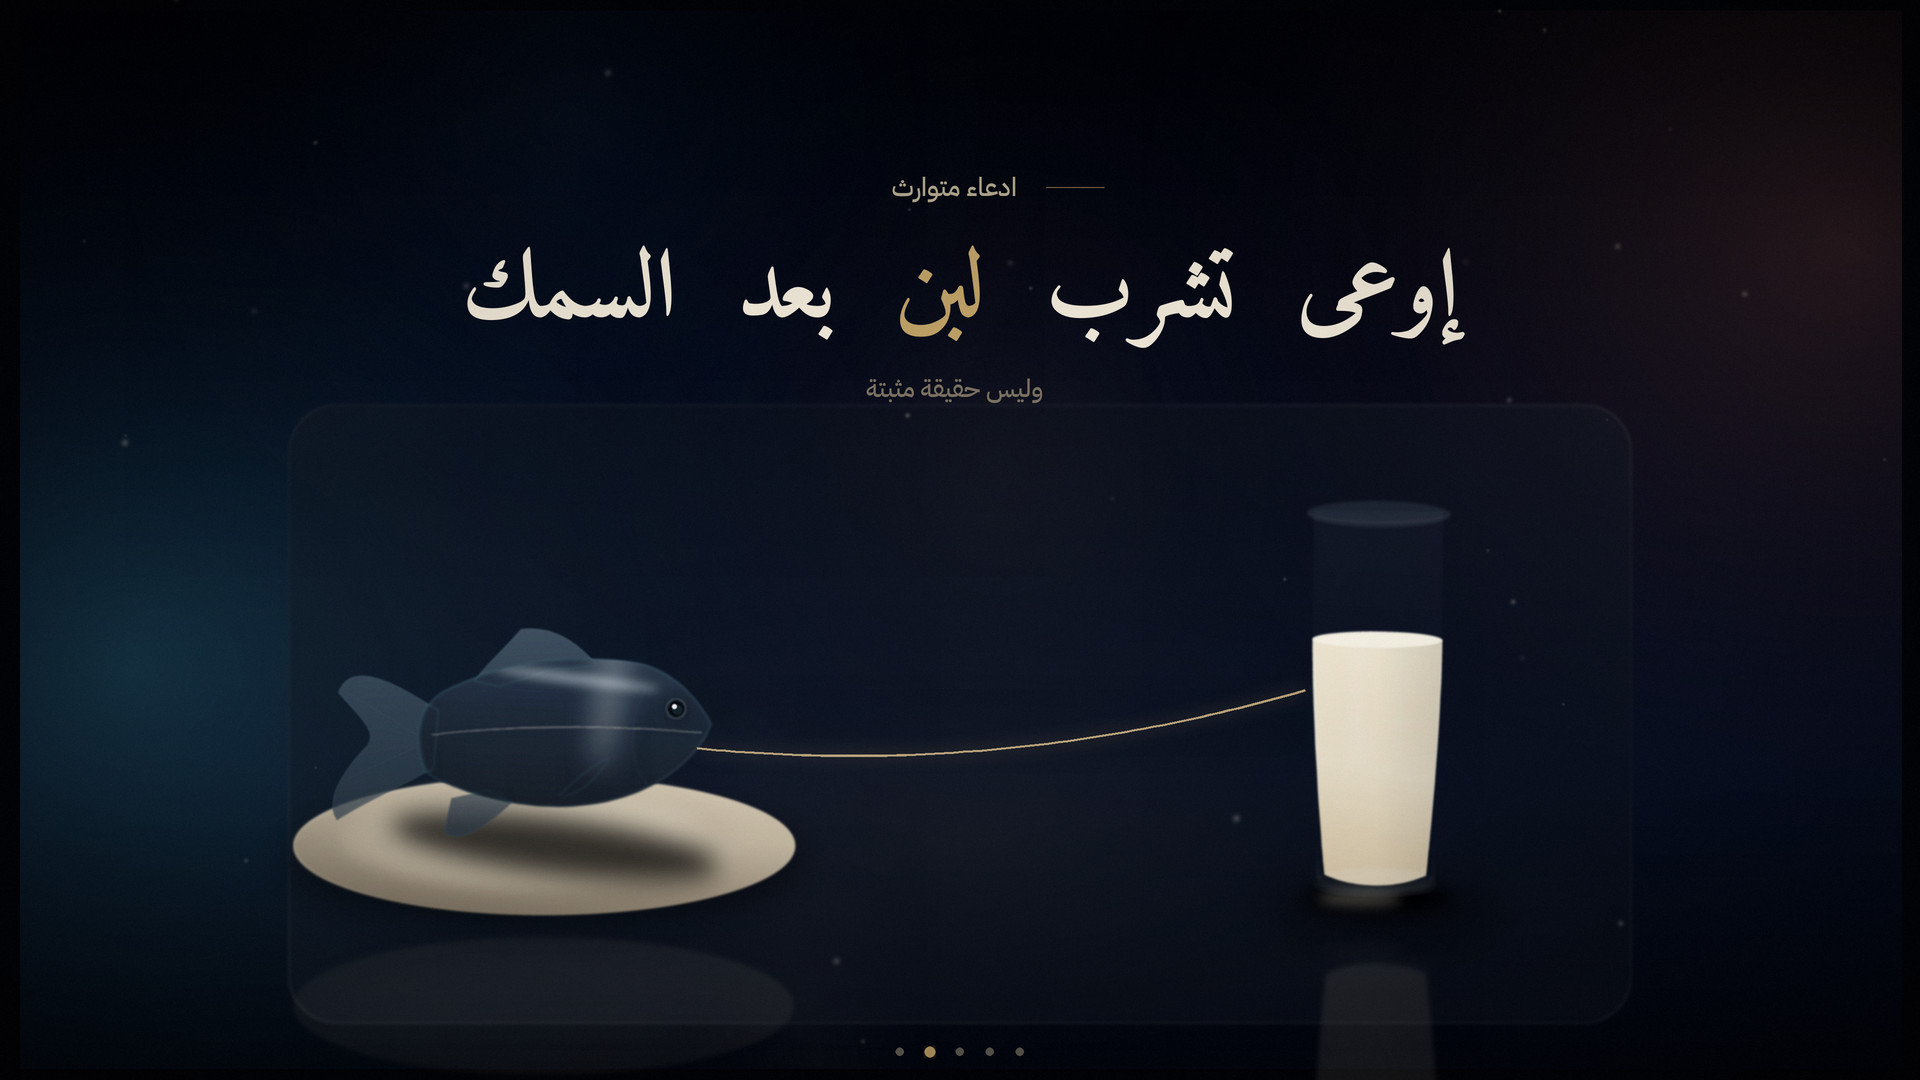 ادعاء متوارث
إوعى تشرب لبن بعد السمك
وليس حقيقة مثبتة